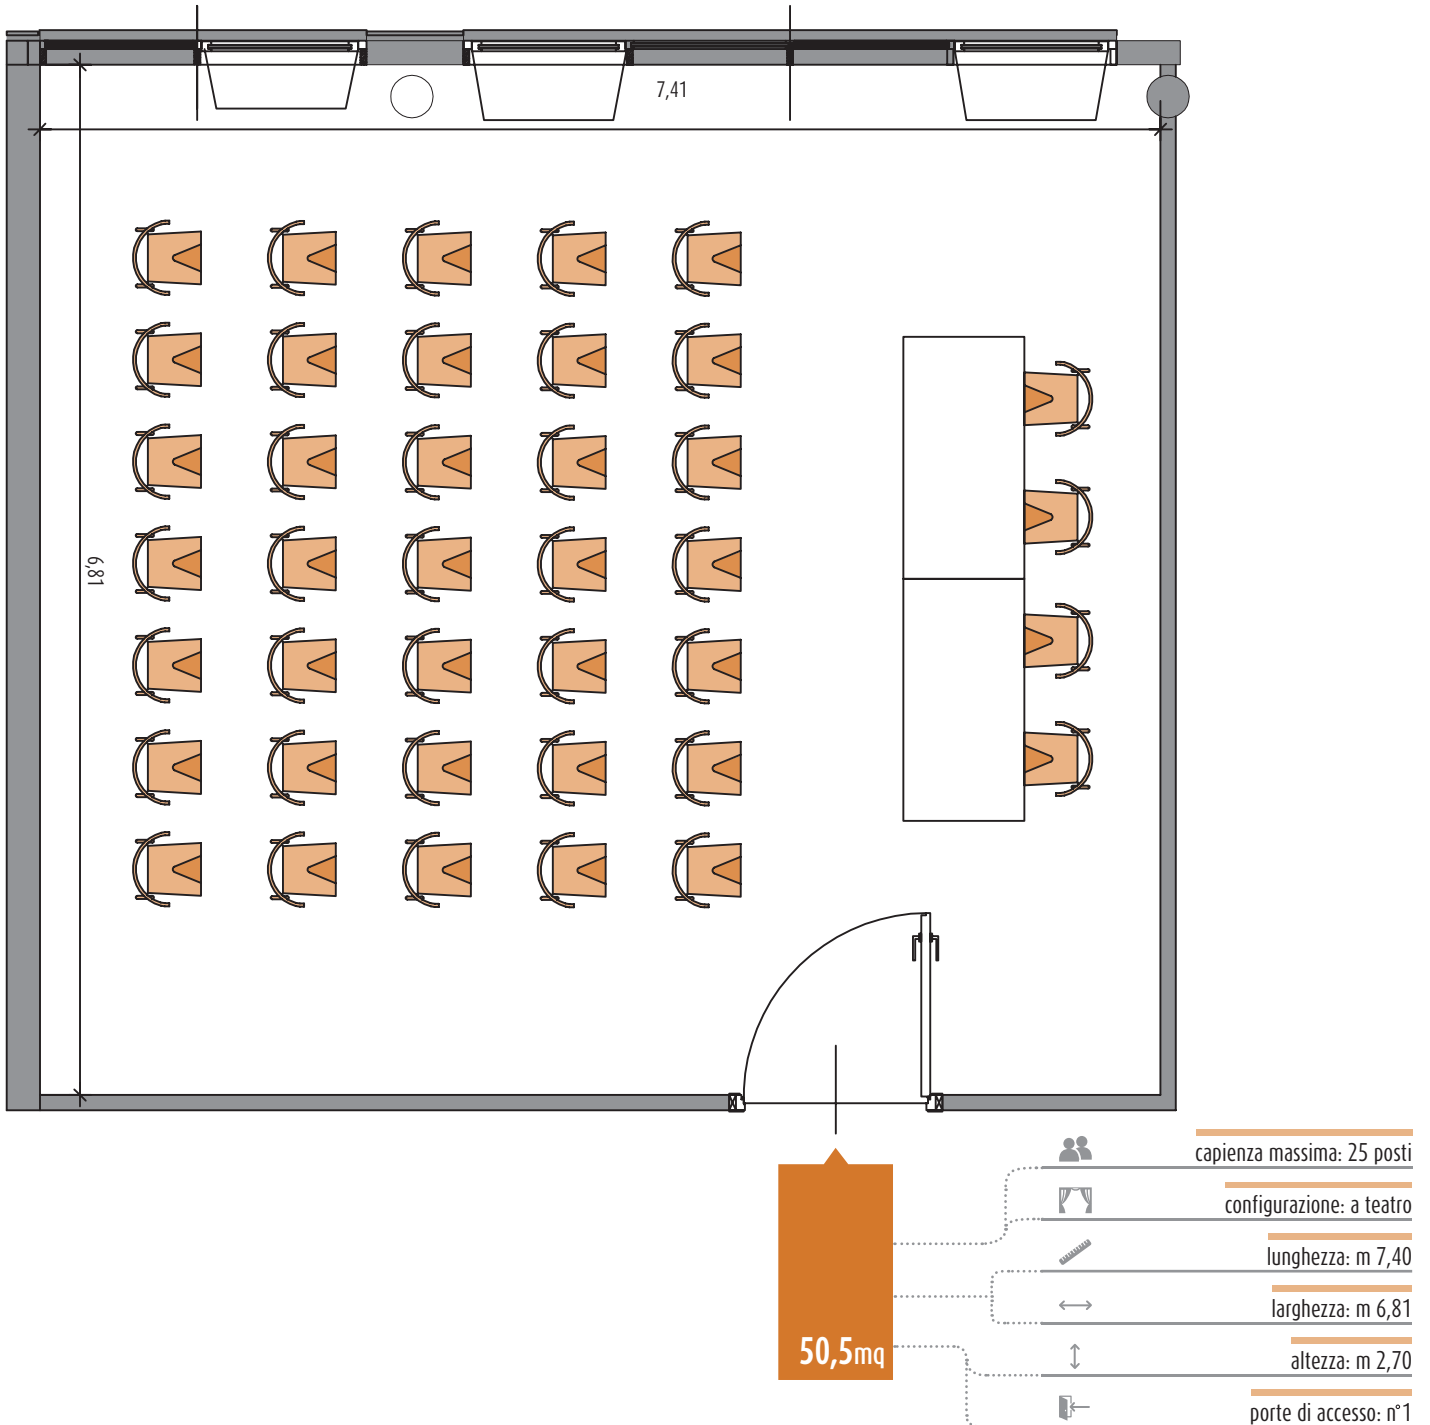 7,41
6,81
50,5mq
capienza massima: 25 posti
configurazione: a teatro
lunghezza: m 7,40
larghezza: m 6,81
altezza: m 2,70
porte di accesso: n°1